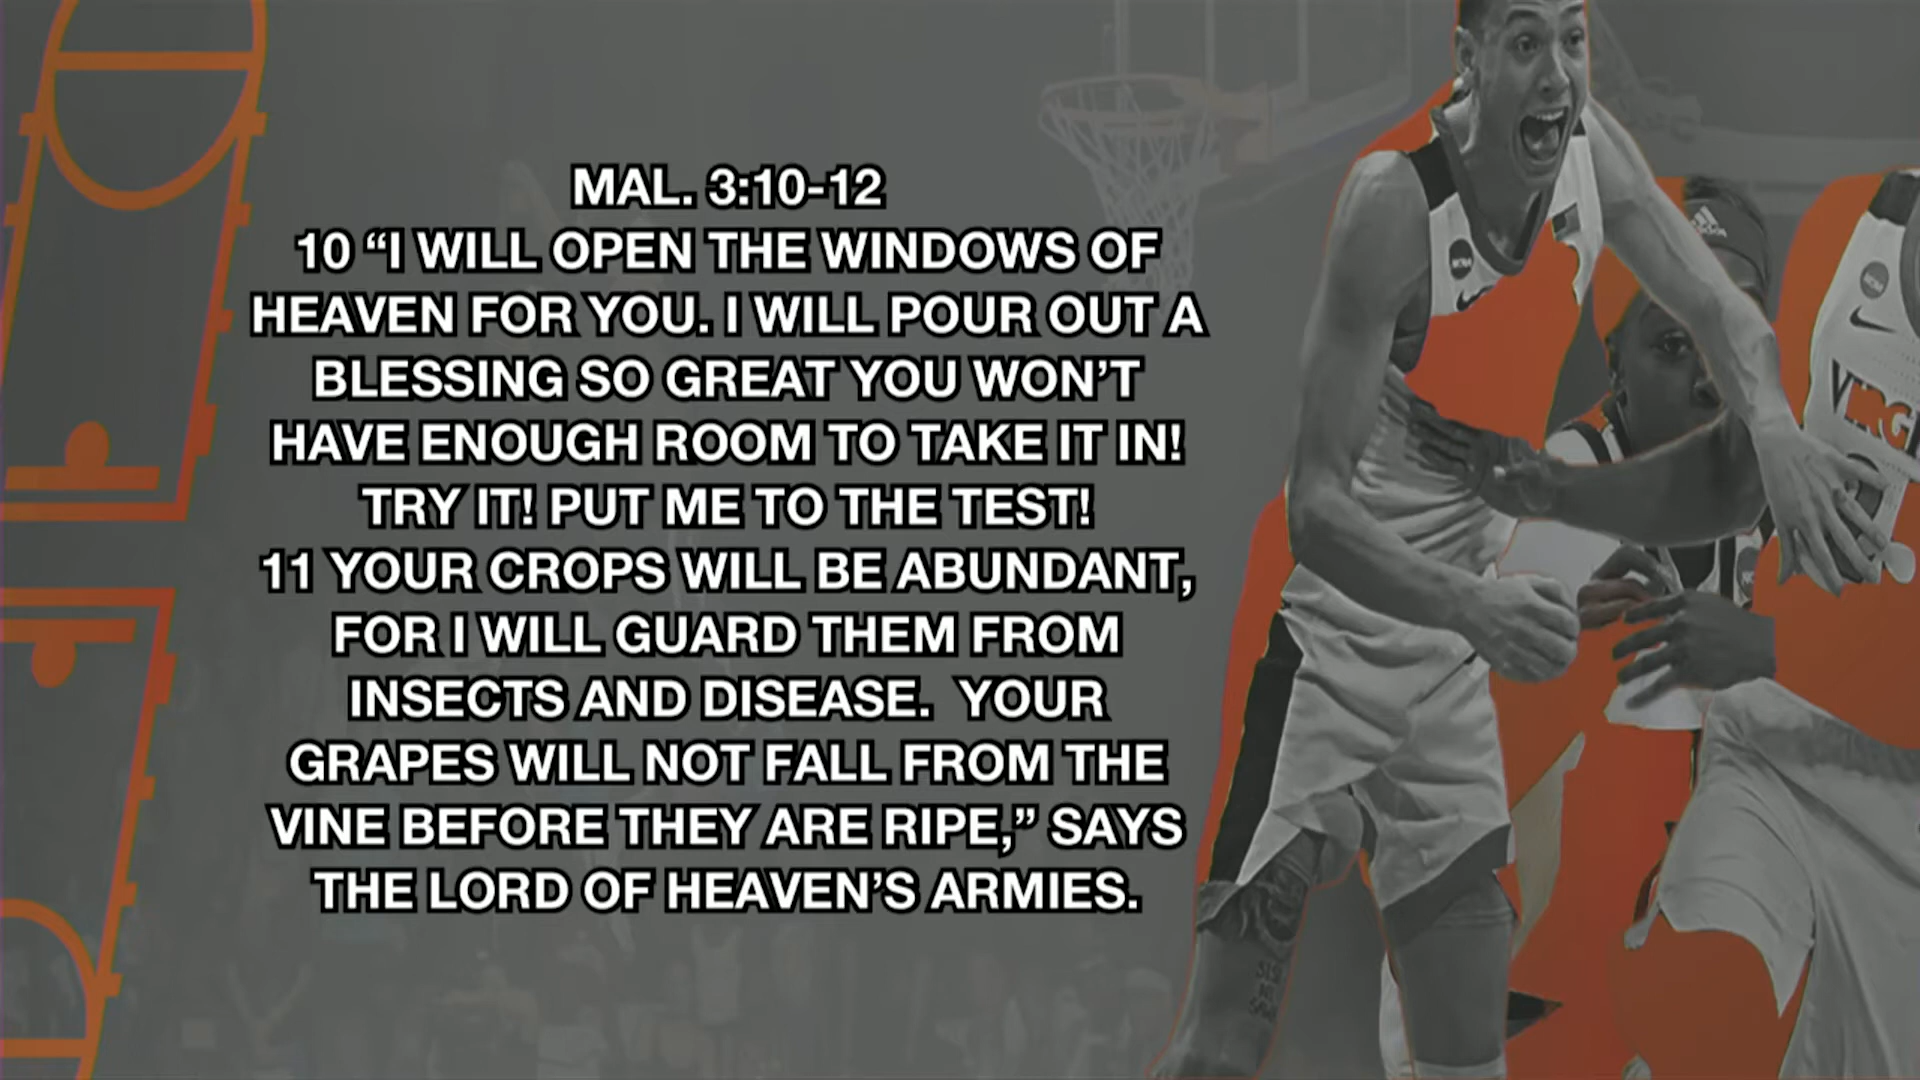 MAL. 3:10-12
10 “I WILL OPEN THE WINDOWS OF
HEAVEN FOR YOU. I WILL POUR OUT A
BLESSING SO GREAT YOU WON’T
HAVE ENOUGH ROOM TO TAKE IT IN!
TRY IT! PUT ME TO THE TEST!
11 YOUR CROPS WILL BE ABUNDANT,
FOR I WILL GUARD THEM FROM
INSECTS AND DISEASE.  YOUR
GRAPES WILL NOT FALL FROM THE
VINE BEFORE THEY ARE RIPE,” SAYS
THE LORD OF HEAVEN’S ARMIES.
NCAA
VIRG